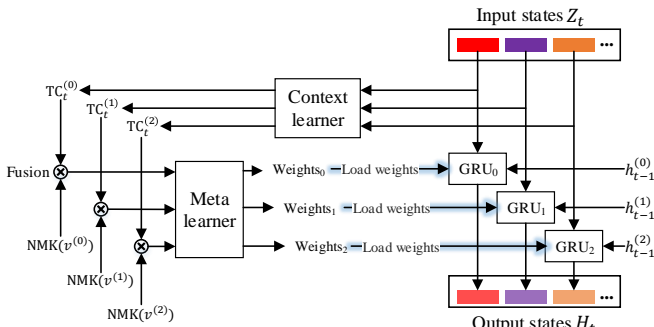 Input states Z_t
...
TC_t^(0)
TC_t^(1)
TC_t^(2)
Context
learner
Fusion
Meta
learner
Weights_0 Load weights GRU_0 h_{t-1}^(0)
Weights_1 Load weights GRU_1 h_{t-1}^(1)
Weights_2 Load weights GRU_2 h_{t-1}^(2)
NMK(v^(0))
NMK(v^(1))
NMK(v^(2))
...
Output states H_t